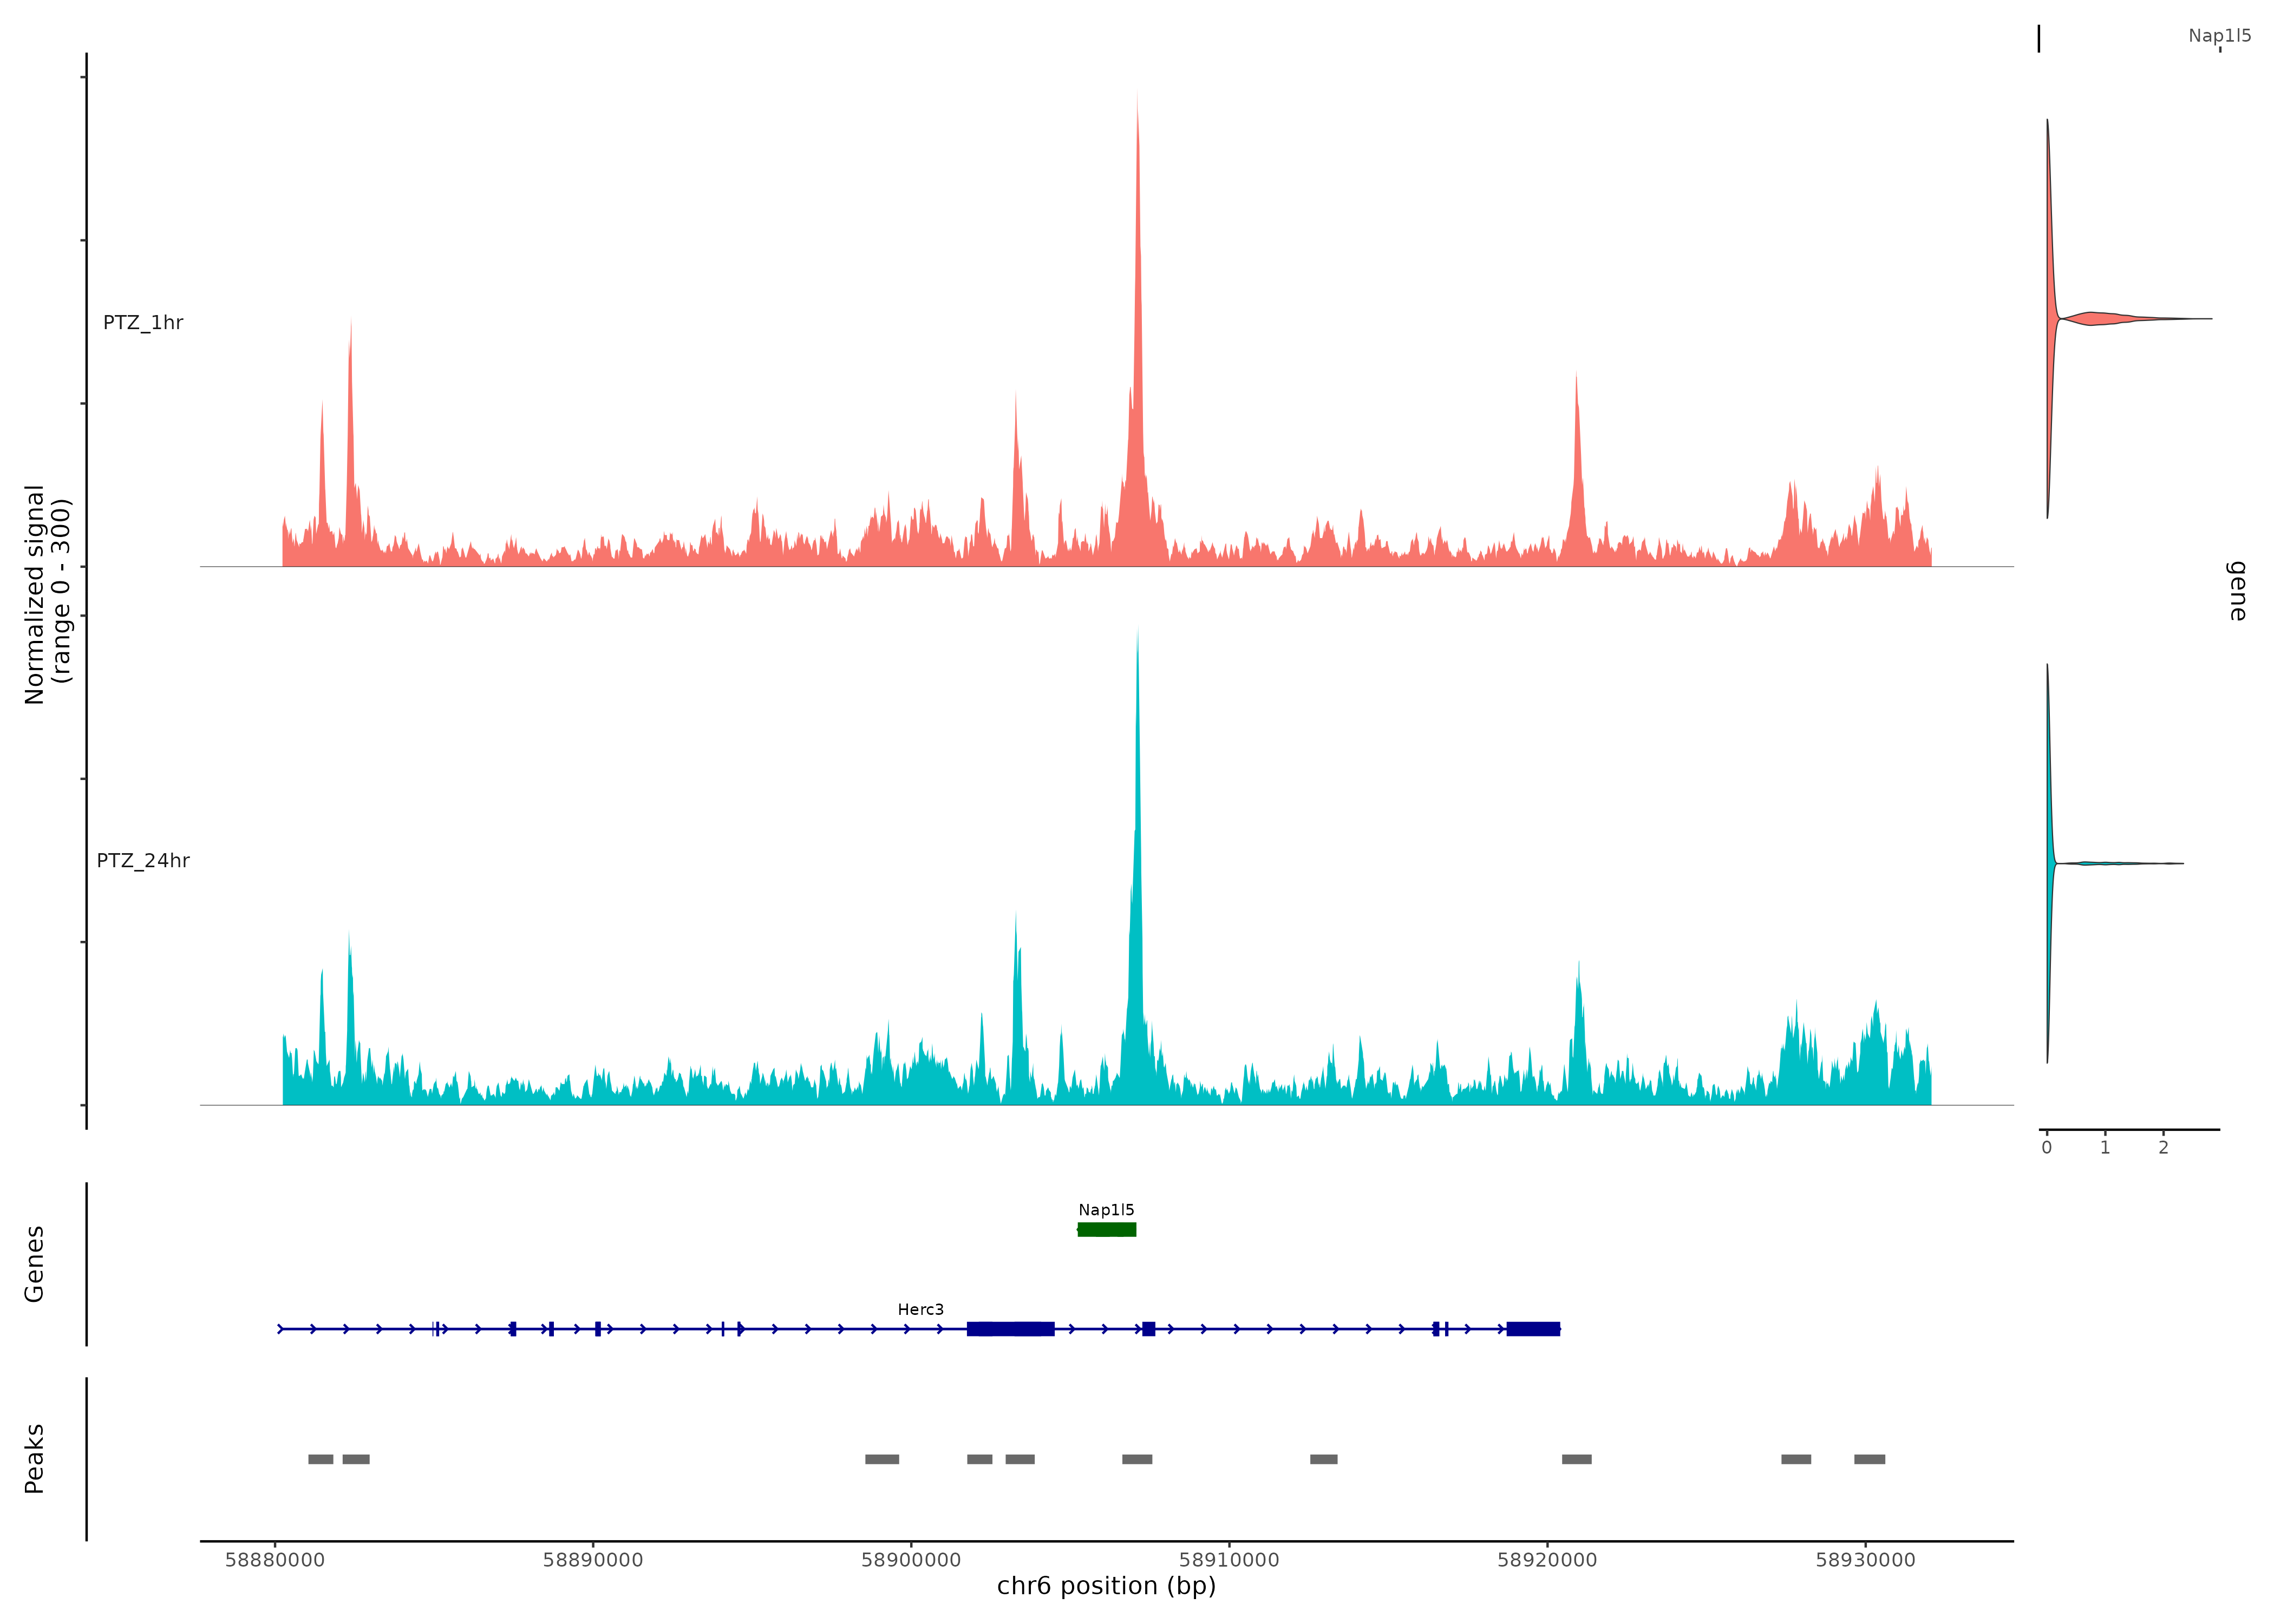 Nap1l5
Normalized signal
(range 0 - 300)
PTZ_1hr
PTZ_24hr
gene
0 1 2
Genes
Nap1l5
Herc3
Peaks
58880000 58890000 58900000 58910000 58920000 58930000
chr6 position (bp)